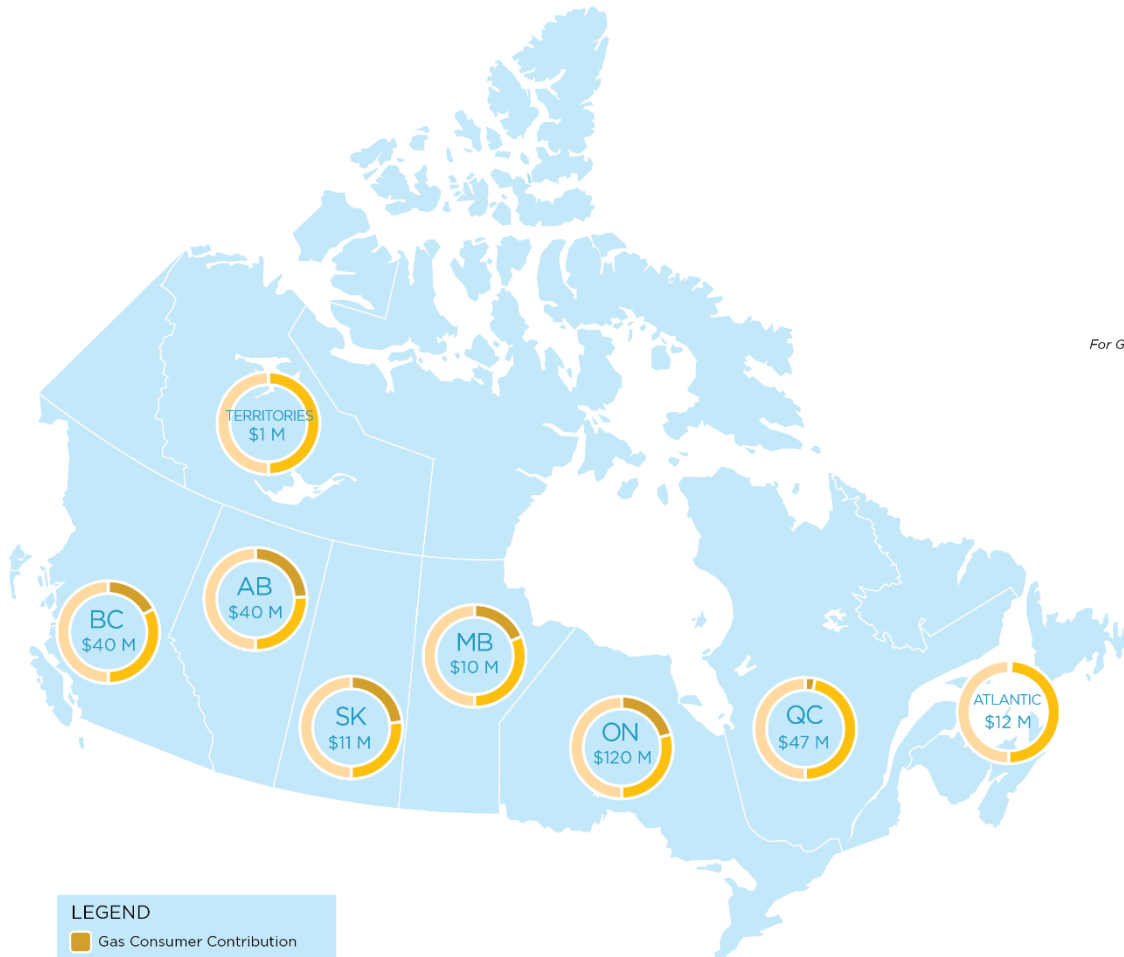 For G
TERRITORIES
$1 M
AB
$40 M
BC
$40 M
MB
$10 M
SK
$11 M
ON
$120 M
QC
$47 M
ATLANTIC
$12 M
LEGEND
Gas Consumer Contribution